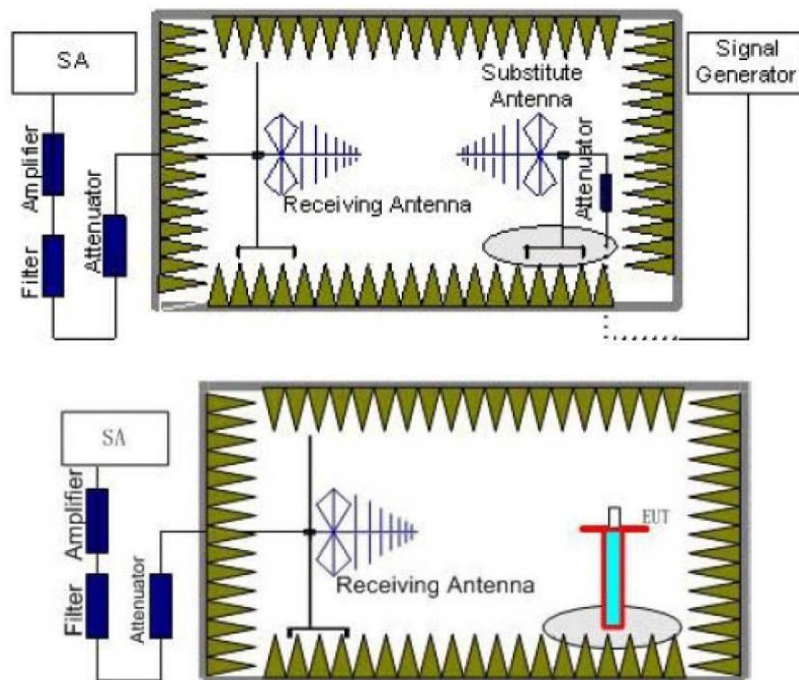 SA
Signal
Generator
Substitute
Antenna
Amplifier
Attenuator
Attenuator
Receiving Antenna
Filter
SA
EUT
Amplifier
Receiving Antenna
Filter
Attenuator